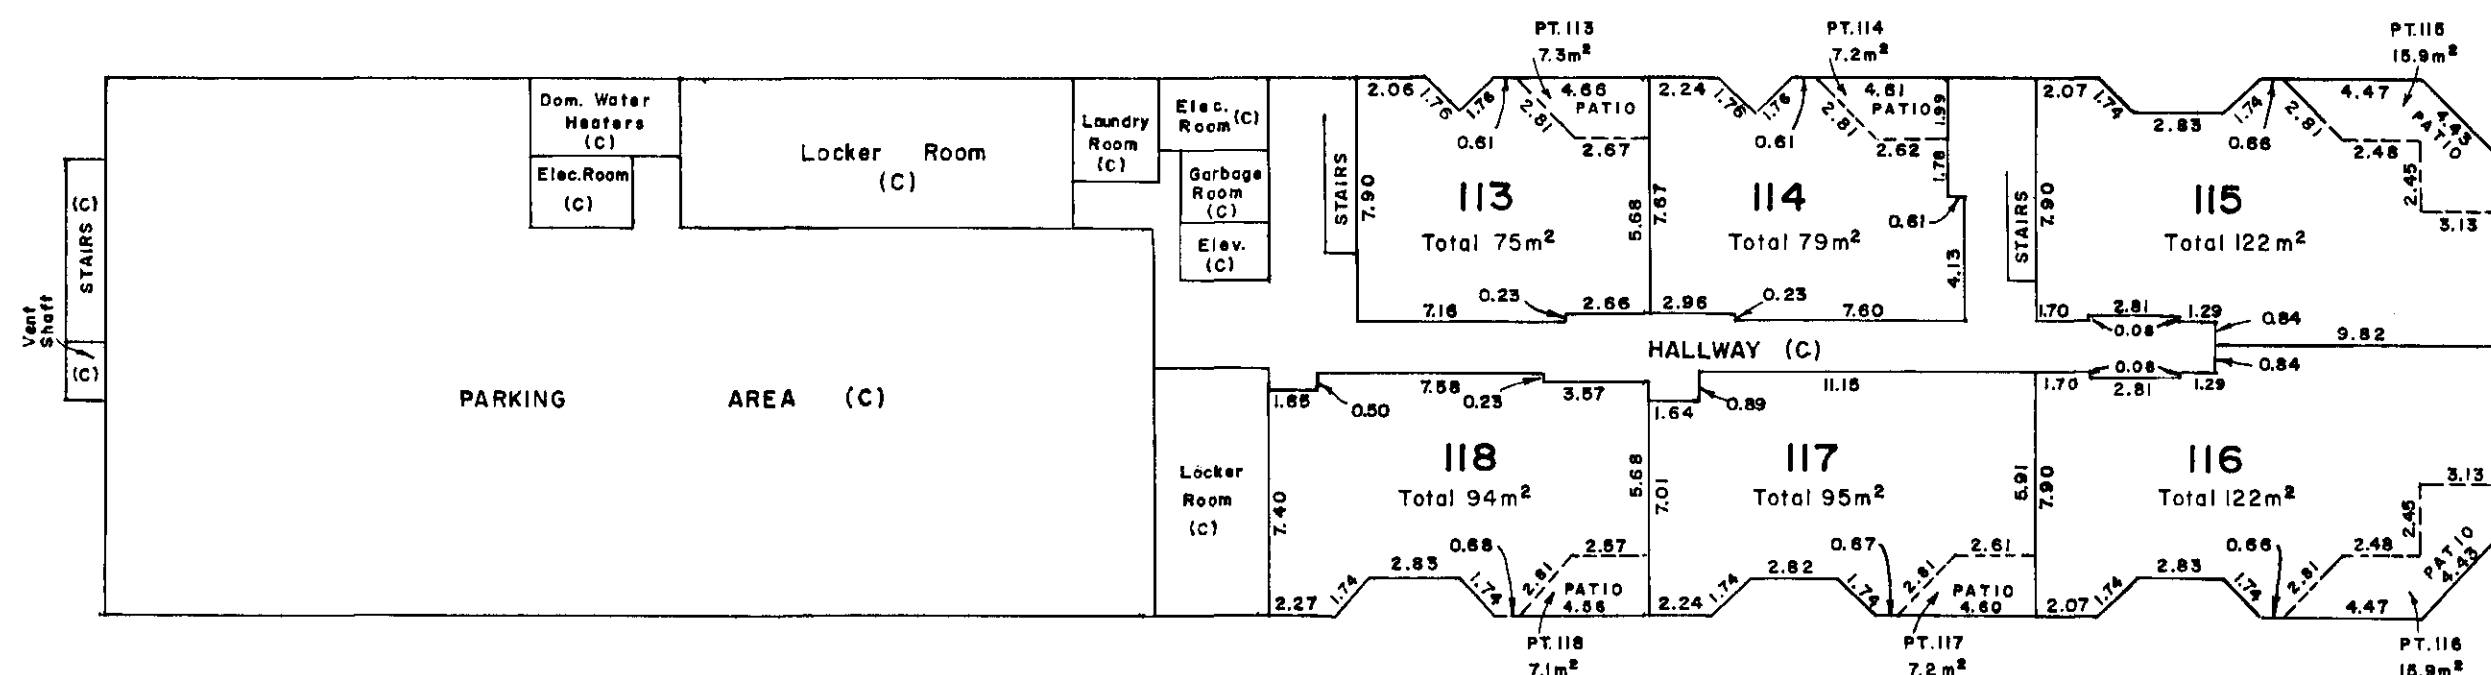 PT.113
7.3m²
PT.114
7.2m²
PT.115
15.9m²
Dom. Water
Heaters
(C)
Elec.Room
(C)
Locker Room
(C)
Laundry
Room
(C)
Elec.
Room (C)
Garbage
Room
(C)
Elev.
(C)
STAIRS
(C)
Vent
Shaft
(C)
PARKING AREA (C)
Locker
Room
(C)
STAIRS
7.90
2.06
1.76
1.76
0.61
4.66
PATIO
2.81
2.67
113
Total 75m²
5.68
7.16
0.23
2.66
2.24
1.76
1.76
0.61
4.61
PATIO
1.99
2.81
2.62
1.78
7.67
114
Total 79m²
0.61
4.13
2.96
0.23
7.60
STAIRS
7.90
2.07
1.74
2.83
1.74
0.66
2.81
4.47
4.43
PATIO
2.48
2.45
3.13
115
Total 122m²
1.70
2.81
1.29
0.08
0.84
9.82
HALLWAY (C)
1.65
0.50
7.58
0.23
3.57
118
Total 94m²
7.40
5.68
2.27
1.74
2.83
1.74
0.68
2.81
2.67
PATIO
4.56
PT.118
7.1m²
1.64
0.89
11.15
117
Total 95m²
7.01
5.91
2.24
1.74
2.82
1.74
0.67
2.81
2.61
PATIO
4.60
PT.117
7.2m²
1.70
0.08
2.81
1.29
0.84
116
Total 122m²
7.90
2.07
1.74
2.83
1.74
0.66
2.81
2.48
2.45
3.13
PATIO
4.43
4.47
PT.116
15.9m²